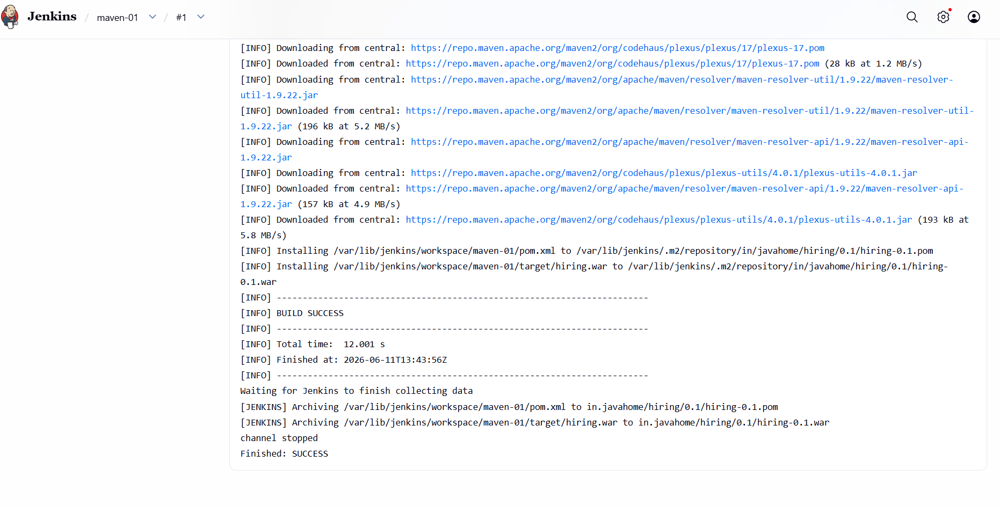 Jenkins / maven-01 / #1
[INFO] Downloading from central: https://repo.maven.apache.org/maven2/org/codehaus/plexus/plexus/17/plexus-17.pom
[INFO] Downloaded from central: https://repo.maven.apache.org/maven2/org/codehaus/plexus/plexus/17/plexus-17.pom (28 kB at 1.2 MB/s)
[INFO] Downloading from central: https://repo.maven.apache.org/maven2/org/apache/maven/resolver/maven-resolver-util/1.9.22/maven-resolver-
util-1.9.22.jar
[INFO] Downloaded from central: https://repo.maven.apache.org/maven2/org/apache/maven/resolver/maven-resolver-util/1.9.22/maven-resolver-util-
1.9.22.jar (196 kB at 5.2 MB/s)
[INFO] Downloading from central: https://repo.maven.apache.org/maven2/org/apache/maven/resolver/maven-resolver-api/1.9.22/maven-resolver-api-
1.9.22.jar
[INFO] Downloading from central: https://repo.maven.apache.org/maven2/org/codehaus/plexus/plexus-utils/4.0.1/plexus-utils-4.0.1.jar
[INFO] Downloaded from central: https://repo.maven.apache.org/maven2/org/apache/maven/resolver/maven-resolver-api/1.9.22/maven-resolver-api-
1.9.22.jar (157 kB at 4.9 MB/s)
[INFO] Downloaded from central: https://repo.maven.apache.org/maven2/org/codehaus/plexus/plexus-utils/4.0.1/plexus-utils-4.0.1.jar (193 kB at
5.8 MB/s)
[INFO] Installing /var/lib/jenkins/workspace/maven-01/pom.xml to /var/lib/jenkins/.m2/repository/in/javahome/hiring/0.1/hiring-0.1.pom
[INFO] Installing /var/lib/jenkins/workspace/maven-01/target/hiring.war to /var/lib/jenkins/.m2/repository/in/javahome/hiring/0.1/hiring-
0.1.war
[INFO] ------------------------------------------------------------------------
[INFO] BUILD SUCCESS
[INFO] ------------------------------------------------------------------------
[INFO] Total time:  12.001 s
[INFO] Finished at: 2026-06-11T13:43:56Z
[INFO] ------------------------------------------------------------------------
Waiting for Jenkins to finish collecting data
[JENKINS] Archiving /var/lib/jenkins/workspace/maven-01/pom.xml to in.javahome/hiring/0.1/hiring-0.1.pom
[JENKINS] Archiving /var/lib/jenkins/workspace/maven-01/target/hiring.war to in.javahome/hiring/0.1/hiring-0.1.war
channel stopped
Finished: SUCCESS